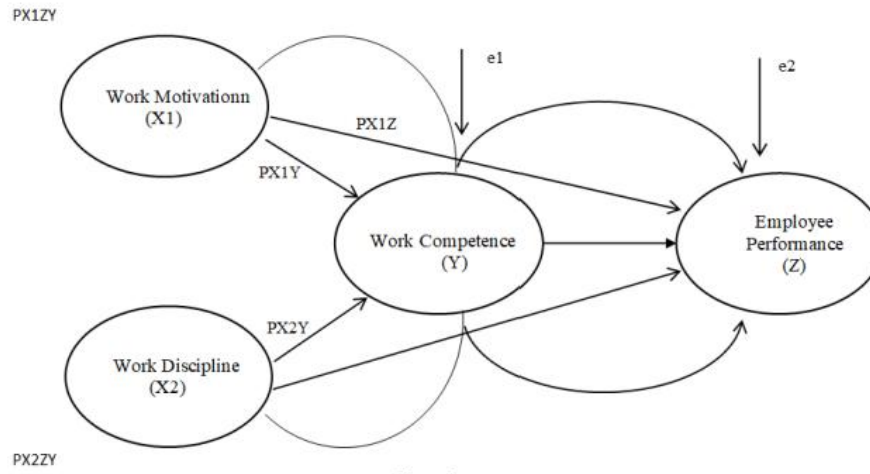 PX1ZY
e1
e2
Work Motivationn
(X1)
PX1Z
PX1Y
Employee
Performance
(Z)
Work Competence
(Y)
PX2Y
Work Discipline
(X2)
PX2ZY